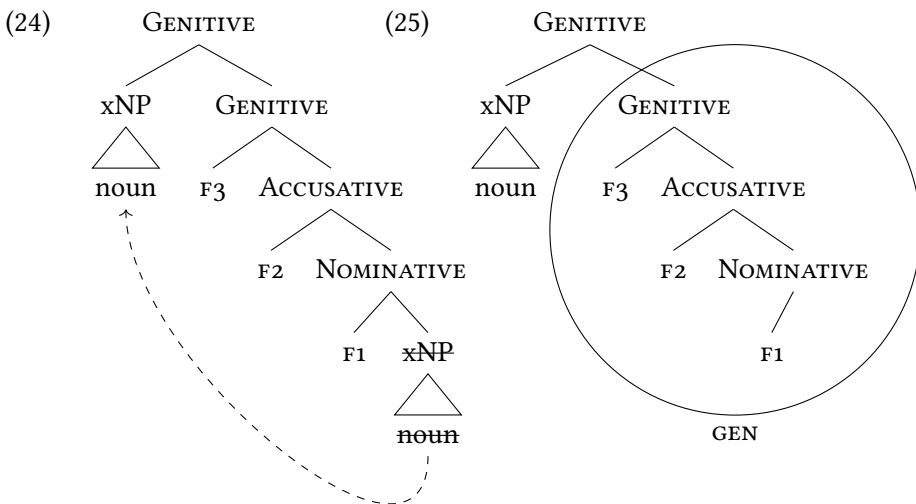 (24) GENITIVE (25) GENITIVE
xNP GENITIVE xNP GENITIVE
noun F3 ACCUSATIVE noun F3 ACCUSATIVE
F2 NOMINATIVE F2 NOMINATIVE
F1 xNP F1
noun GEN